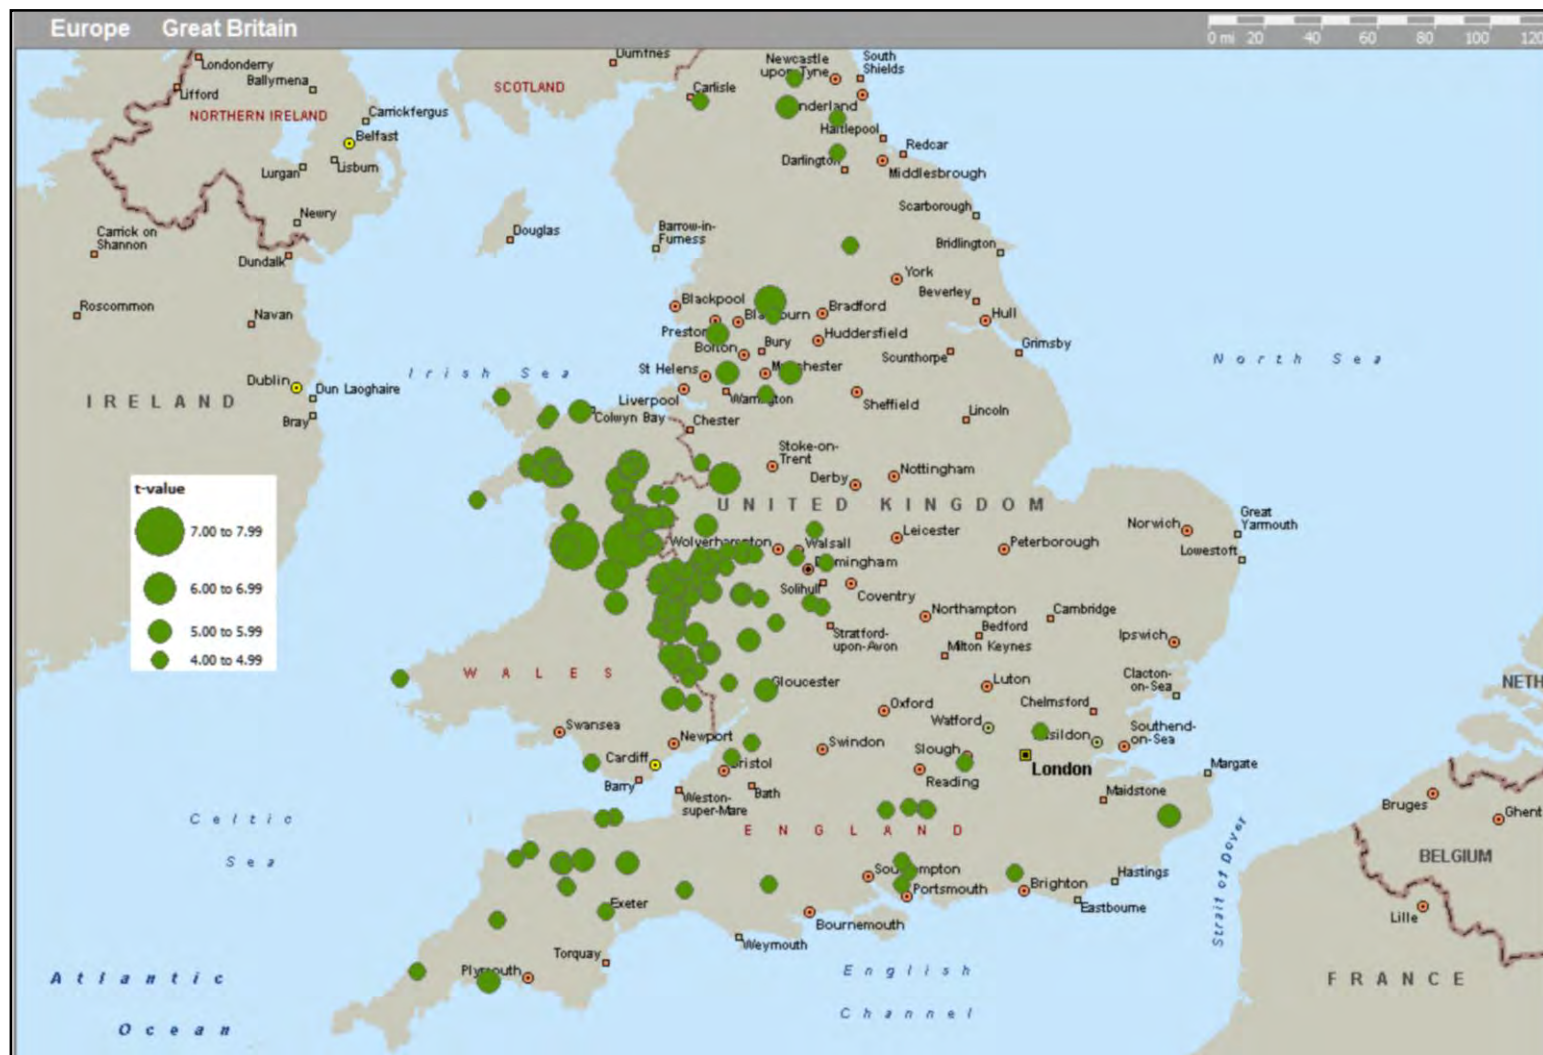 Europe Great Britain
0 mi 20 40 60 80 100 120
Londonderry
Ballymena
Lifford
NORTHERN IRELAND
Carrickfergus
Belfast
Lurgan
Lisburn
Newry
Carrick on
Shannon
Dundalk
Roscommon
Navan
Dublin
Dun Laoghaire
IRELAND
Bray
SCOTLAND
Dumfries
Carlisle
Newcastle
upon Tyne
South
Shields
nderland
Hartlepool
Redcar
Darlington
Middlesbrough
Scarborough
Douglas
Barrow-in-
Furness
Bridlington
York
Beverley
Blackpool
Bradford
Hull
Preston
Huddersfield
Bolton
Bury
Scunthorpe
Grimsby
North Sea
Irish Sea
St Helens
Liverpool
Sheffield
Lincoln
Colwyn Bay
Chester
Stoke-on-
Trent
Derby
Nottingham
UNITED KINGDOM
t-value
7.00 to 7.99
6.00 to 6.99
5.00 to 5.99
4.00 to 4.99
Great
Yarmouth
Norwich
Lowestoft
Leicester
Peterborough
Walsall
Solihull
Coventry
Northampton
Cambridge
Bedford
Stratford-
upon-Avon
Milton Keynes
Ipswich
WALES
Gloucester
Luton
Clacton-
on-Sea
NETH
Oxford
Chelmsford
Watford
Southend-
on-Sea
Swansea
Newport
Swindon
Slough
Cardiff
London
Margate
Reading
Barry
Weston-
super-Mare
Bath
Maidstone
Bruges
Ghent
Celtic
Sea
ENGLAND
Strait of Dover
BELGIUM
Portsmouth
Brighton
Hastings
Eastbourne
Exeter
Bournemouth
Lille
Weymouth
Torquay
Plymouth
English
Channel
FRANCE
Atlantic
Ocean